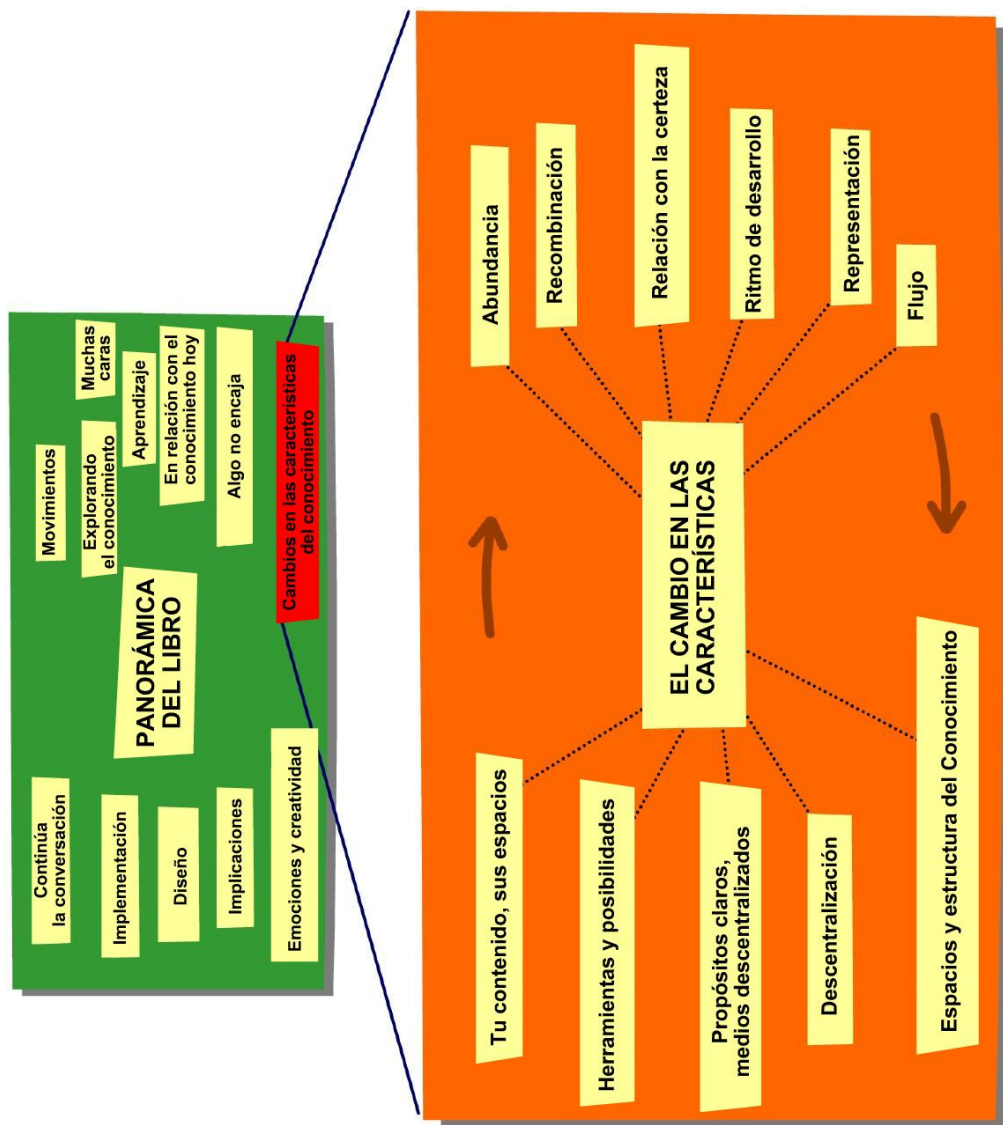 PANORÁMICA
DEL LIBRO
Movimientos
Explorando
el conocimiento
Muchas
caras
Aprendizaje
En relación con el
conocimiento hoy
Algo no encaja
Cambios en las características
del conocimiento
Emociones y creatividad
Implicaciones
Diseño
Implementación
Continúa
la conversación
EL CAMBIO EN LAS
CARACTERÍSTICAS
Abundancia
Recombinación
Relación con la certeza
Ritmo de desarrollo
Representación
Flujo
Espacios y estructura del Conocimiento
Descentralización
Propósitos claros,
medios descentralizados
Herramientas y posibilidades
Tu contenido, sus espacios